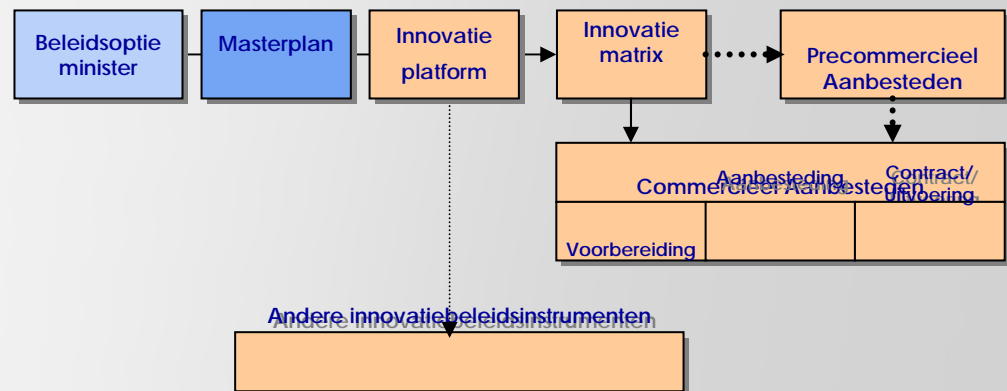 Beleidsoptie
minister
Masterplan
Innovatie
platform
Innovatie
matrix
Precommercieel
Aanbesteden
Commercieel Aanbesteden
Voorbereiding
Aanbesteding
Contract/
uitvoering
Andere innovatiebeleidsinstrumenten